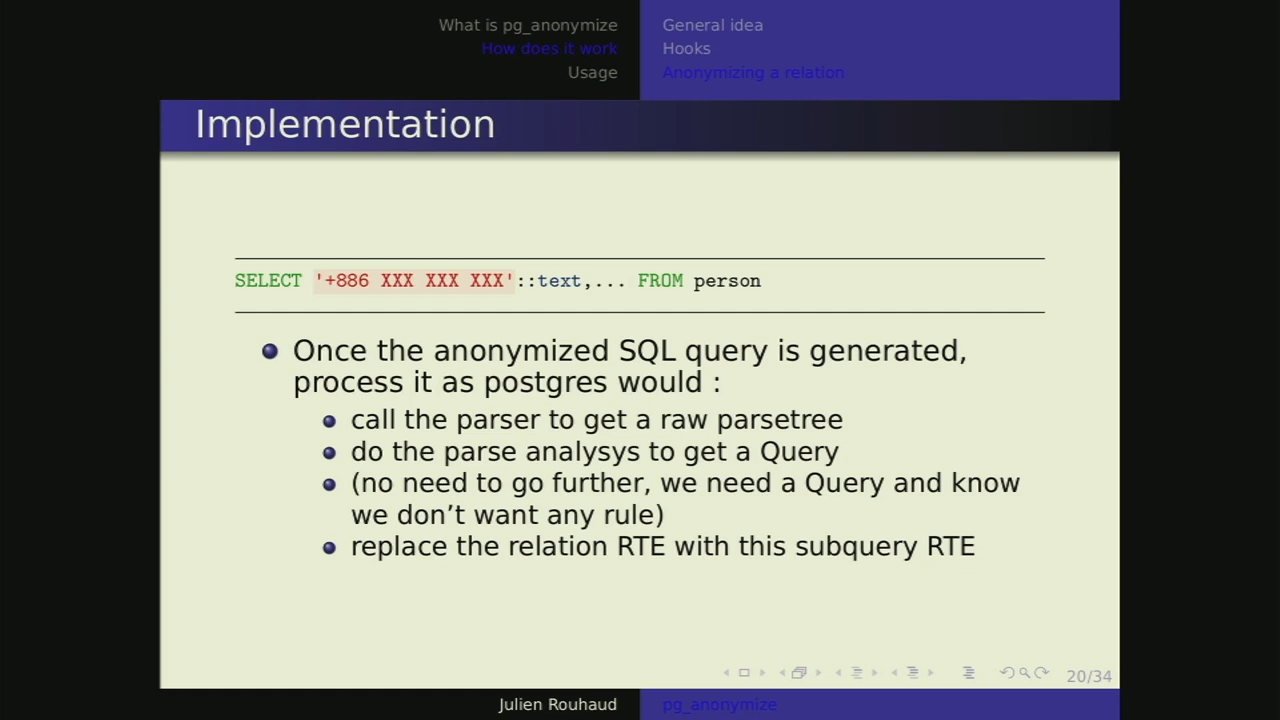 What is pg_anonymize
How does it work
Usage
General idea
Hooks
Anonymizing a relation
Implementation
SELECT '+886 XXX XXX XXX'::text,... FROM person
Once the anonymized SQL query is generated,
process it as postgres would :
call the parser to get a raw parsetree
do the parse analysys to get a Query
(no need to go further, we need a Query and know
we don't want any rule)
replace the relation RTE with this subquery RTE
20/34
Julien Rouhaud
pg_anonymize